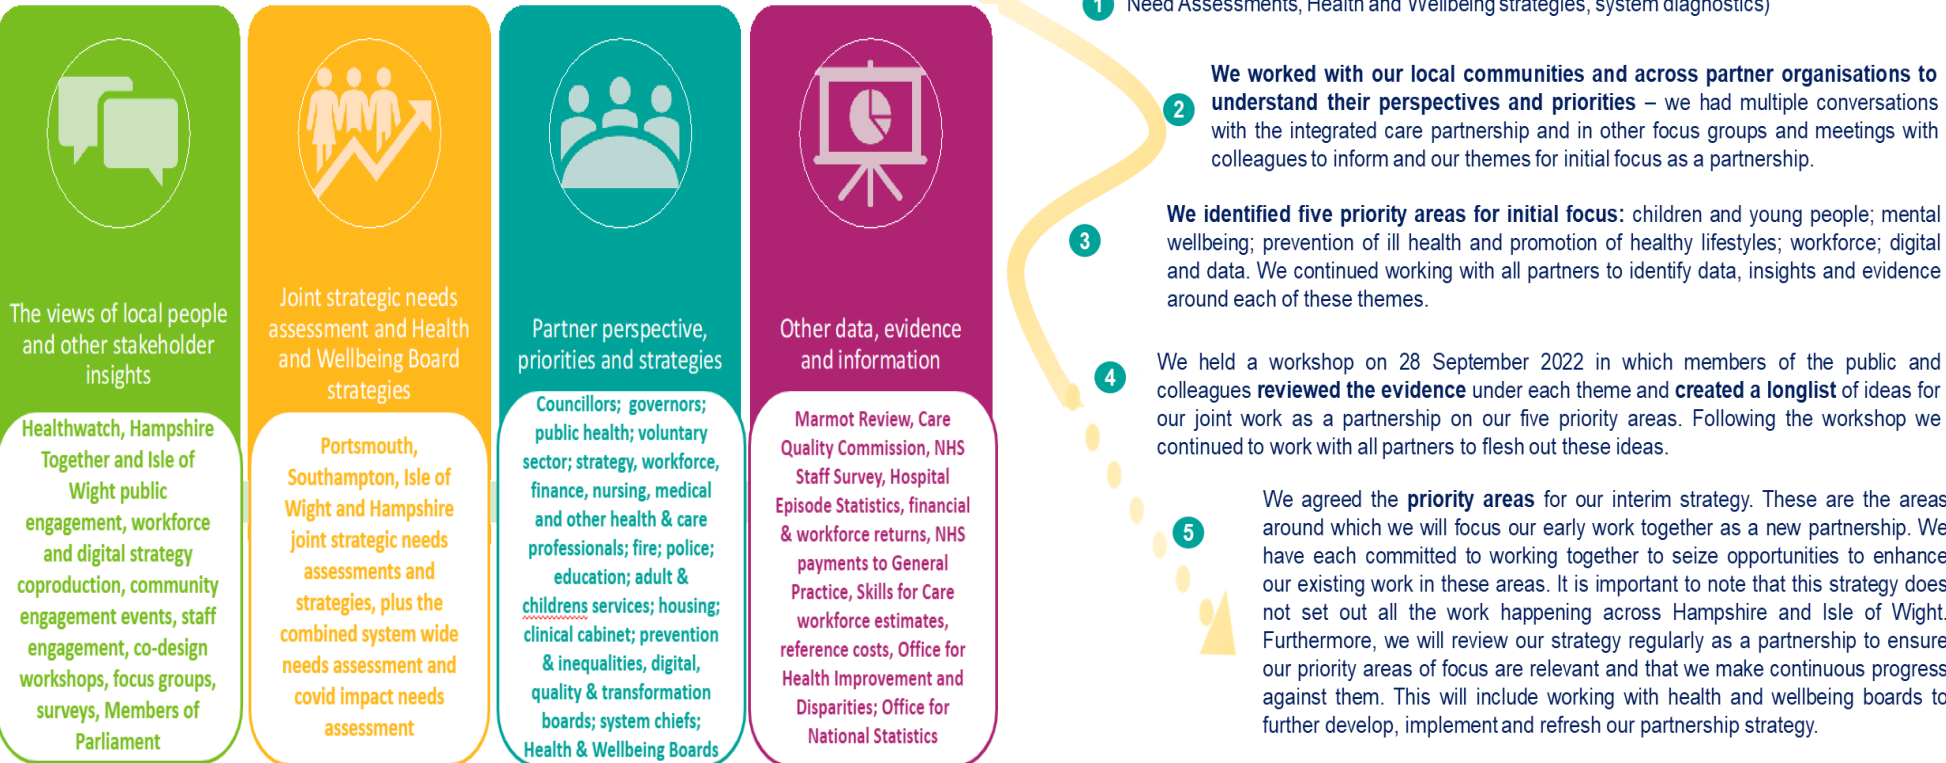 The views of local people
and other stakeholder
insights
Healthwatch, Hampshire
Together and Isle of
Wight public
engagement, workforce
and digital strategy
coproduction, community
engagement events, staff
engagement, co-design
workshops, focus groups,
surveys, Members of
Parliament
Joint strategic needs
assessment and Health
and Wellbeing Board
strategies
Portsmouth,
Southampton, Isle of
Wight and Hampshire
joint strategic needs
assessments and
strategies, plus the
combined system wide
needs assessment and
covid impact needs
assessment
Partner perspective,
priorities and strategies
Councillors; governors;
public health; voluntary
sector; strategy, workforce,
finance, nursing, medical
and other health & care
professionals; fire; police;
education; adult &
childrens services; housing;
clinical cabinet; prevention
& inequalities, digital,
quality & transformation
boards; system chiefs;
Health & Wellbeing Boards
Other data, evidence
and information
Marmot Review, Care
Quality Commission, NHS
Staff Survey, Hospital
Episode Statistics, financial
& workforce returns, NHS
payments to General
Practice, Skills for Care
workforce estimates,
reference costs, Office for
Health Improvement and
Disparities; Office for
National Statistics
1 Need Assessments, Health and Wellbeing strategies, system diagnostics)
We worked with our local communities and across partner organisations to
2 understand their perspectives and priorities – we had multiple conversations
with the integrated care partnership and in other focus groups and meetings with
colleagues to inform and our themes for initial focus as a partnership.
We identified five priority areas for initial focus: children and young people; mental
3 wellbeing; prevention of ill health and promotion of healthy lifestyles; workforce; digital
and data. We continued working with all partners to identify data, insights and evidence
around each of these themes.
We held a workshop on 28 September 2022 in which members of the public and
4 colleagues reviewed the evidence under each theme and created a longlist of ideas for
our joint work as a partnership on our five priority areas. Following the workshop we
continued to work with all partners to flesh out these ideas.
We agreed the priority areas for our interim strategy. These are the areas
5 around which we will focus our early work together as a new partnership. We
have each committed to working together to seize opportunities to enhance
our existing work in these areas. It is important to note that this strategy does
not set out all the work happening across Hampshire and Isle of Wight.
Furthermore, we will review our strategy regularly as a partnership to ensure
our priority areas of focus are relevant and that we make continuous progress
against them. This will include working with health and wellbeing boards to
further develop, implement and refresh our partnership strategy.